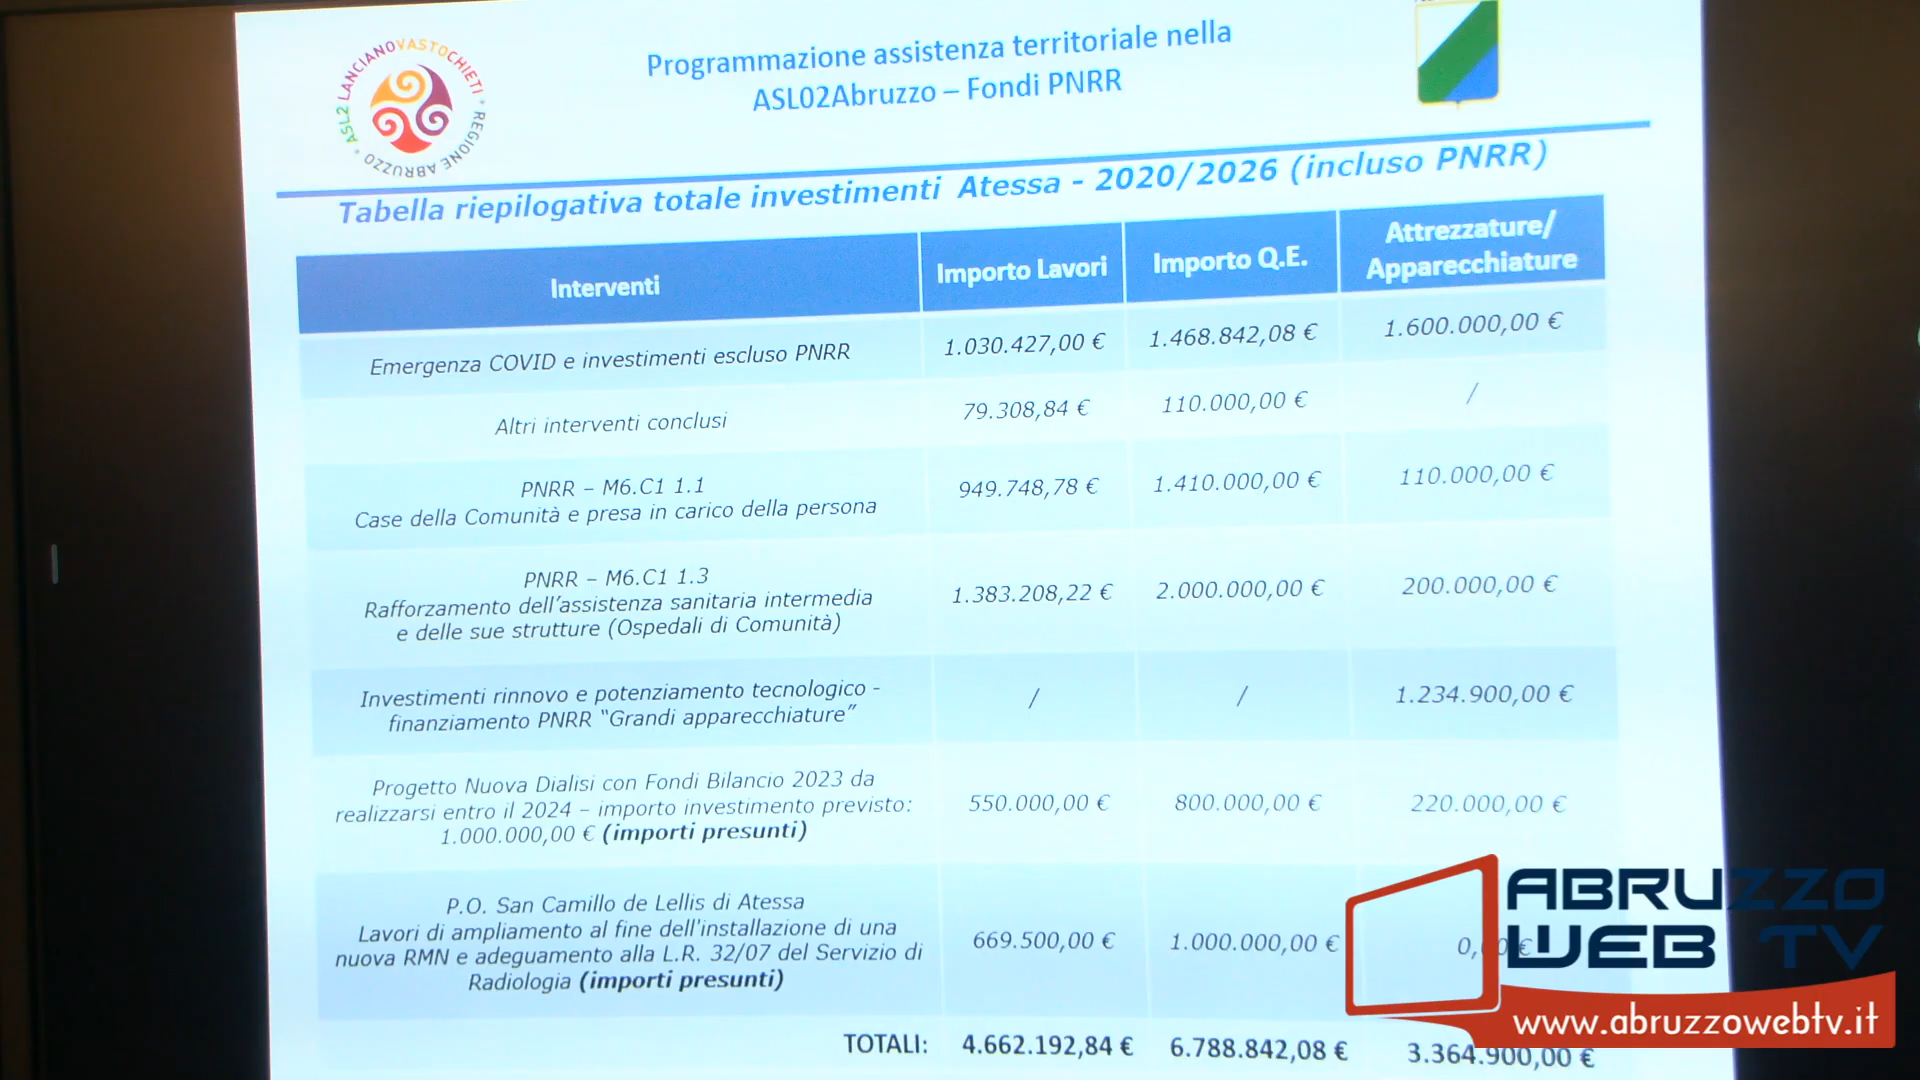 ASL2 LANCIANOVASTOCHIETI • REGIONE ABRUZZO •
Programmazione assistenza territoriale nella
ASL02Abruzzo – Fondi PNRR
Tabella riepilogativa totale investimenti Atessa - 2020/2026 (incluso PNRR)
Interventi
Importo Lavori
Importo Q.E.
Attrezzature/
Apparecchiature
Emergenza COVID e investimenti escluso PNRR
1.030.427,00 €
1.468.842,08 €
1.600.000,00 €
Altri interventi conclusi
79.308,84 €
110.000,00 €
/
PNRR – M6.C1 1.1
Case della Comunità e presa in carico della persona
949.748,78 €
1.410.000,00 €
110.000,00 €
PNRR – M6.C1 1.3
Rafforzamento dell’assistenza sanitaria intermedia
e delle sue strutture (Ospedali di Comunità)
1.383.208,22 €
2.000.000,00 €
200.000,00 €
Investimenti rinnovo e potenziamento tecnologico -
finanziamento PNRR “Grandi apparecchiature”
/
/
1.234.900,00 €
Progetto Nuova Dialisi con Fondi Bilancio 2023 da
realizzarsi entro il 2024 – importo investimento previsto:
1.000.000,00 € (importi presunti)
550.000,00 €
800.000,00 €
220.000,00 €
P.O. San Camillo de Lellis di Atessa
Lavori di ampliamento al fine dell'installazione di una
nuova RMN e adeguamento alla L.R. 32/07 del Servizio di
Radiologia (importi presunti)
669.500,00 €
1.000.000,00 €
TOTALI:
4.662.192,84 €
6.788.842,08 €
3.364.900,00 €
ABRUZZO
WEB TV
www.abruzzowebtv.it